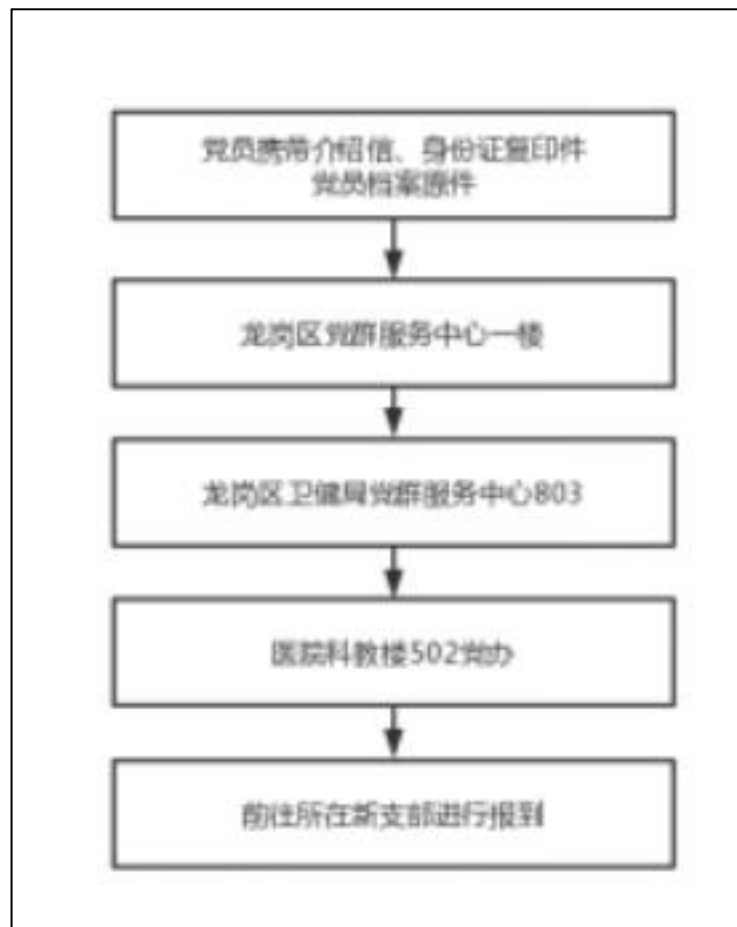 党员携带介绍信、身份证复印件
党员档案原件
龙岗区党群服务中心一楼
龙岗区卫健局党群服务中心803
医院科教楼502党办
前往所在新支部进行报到